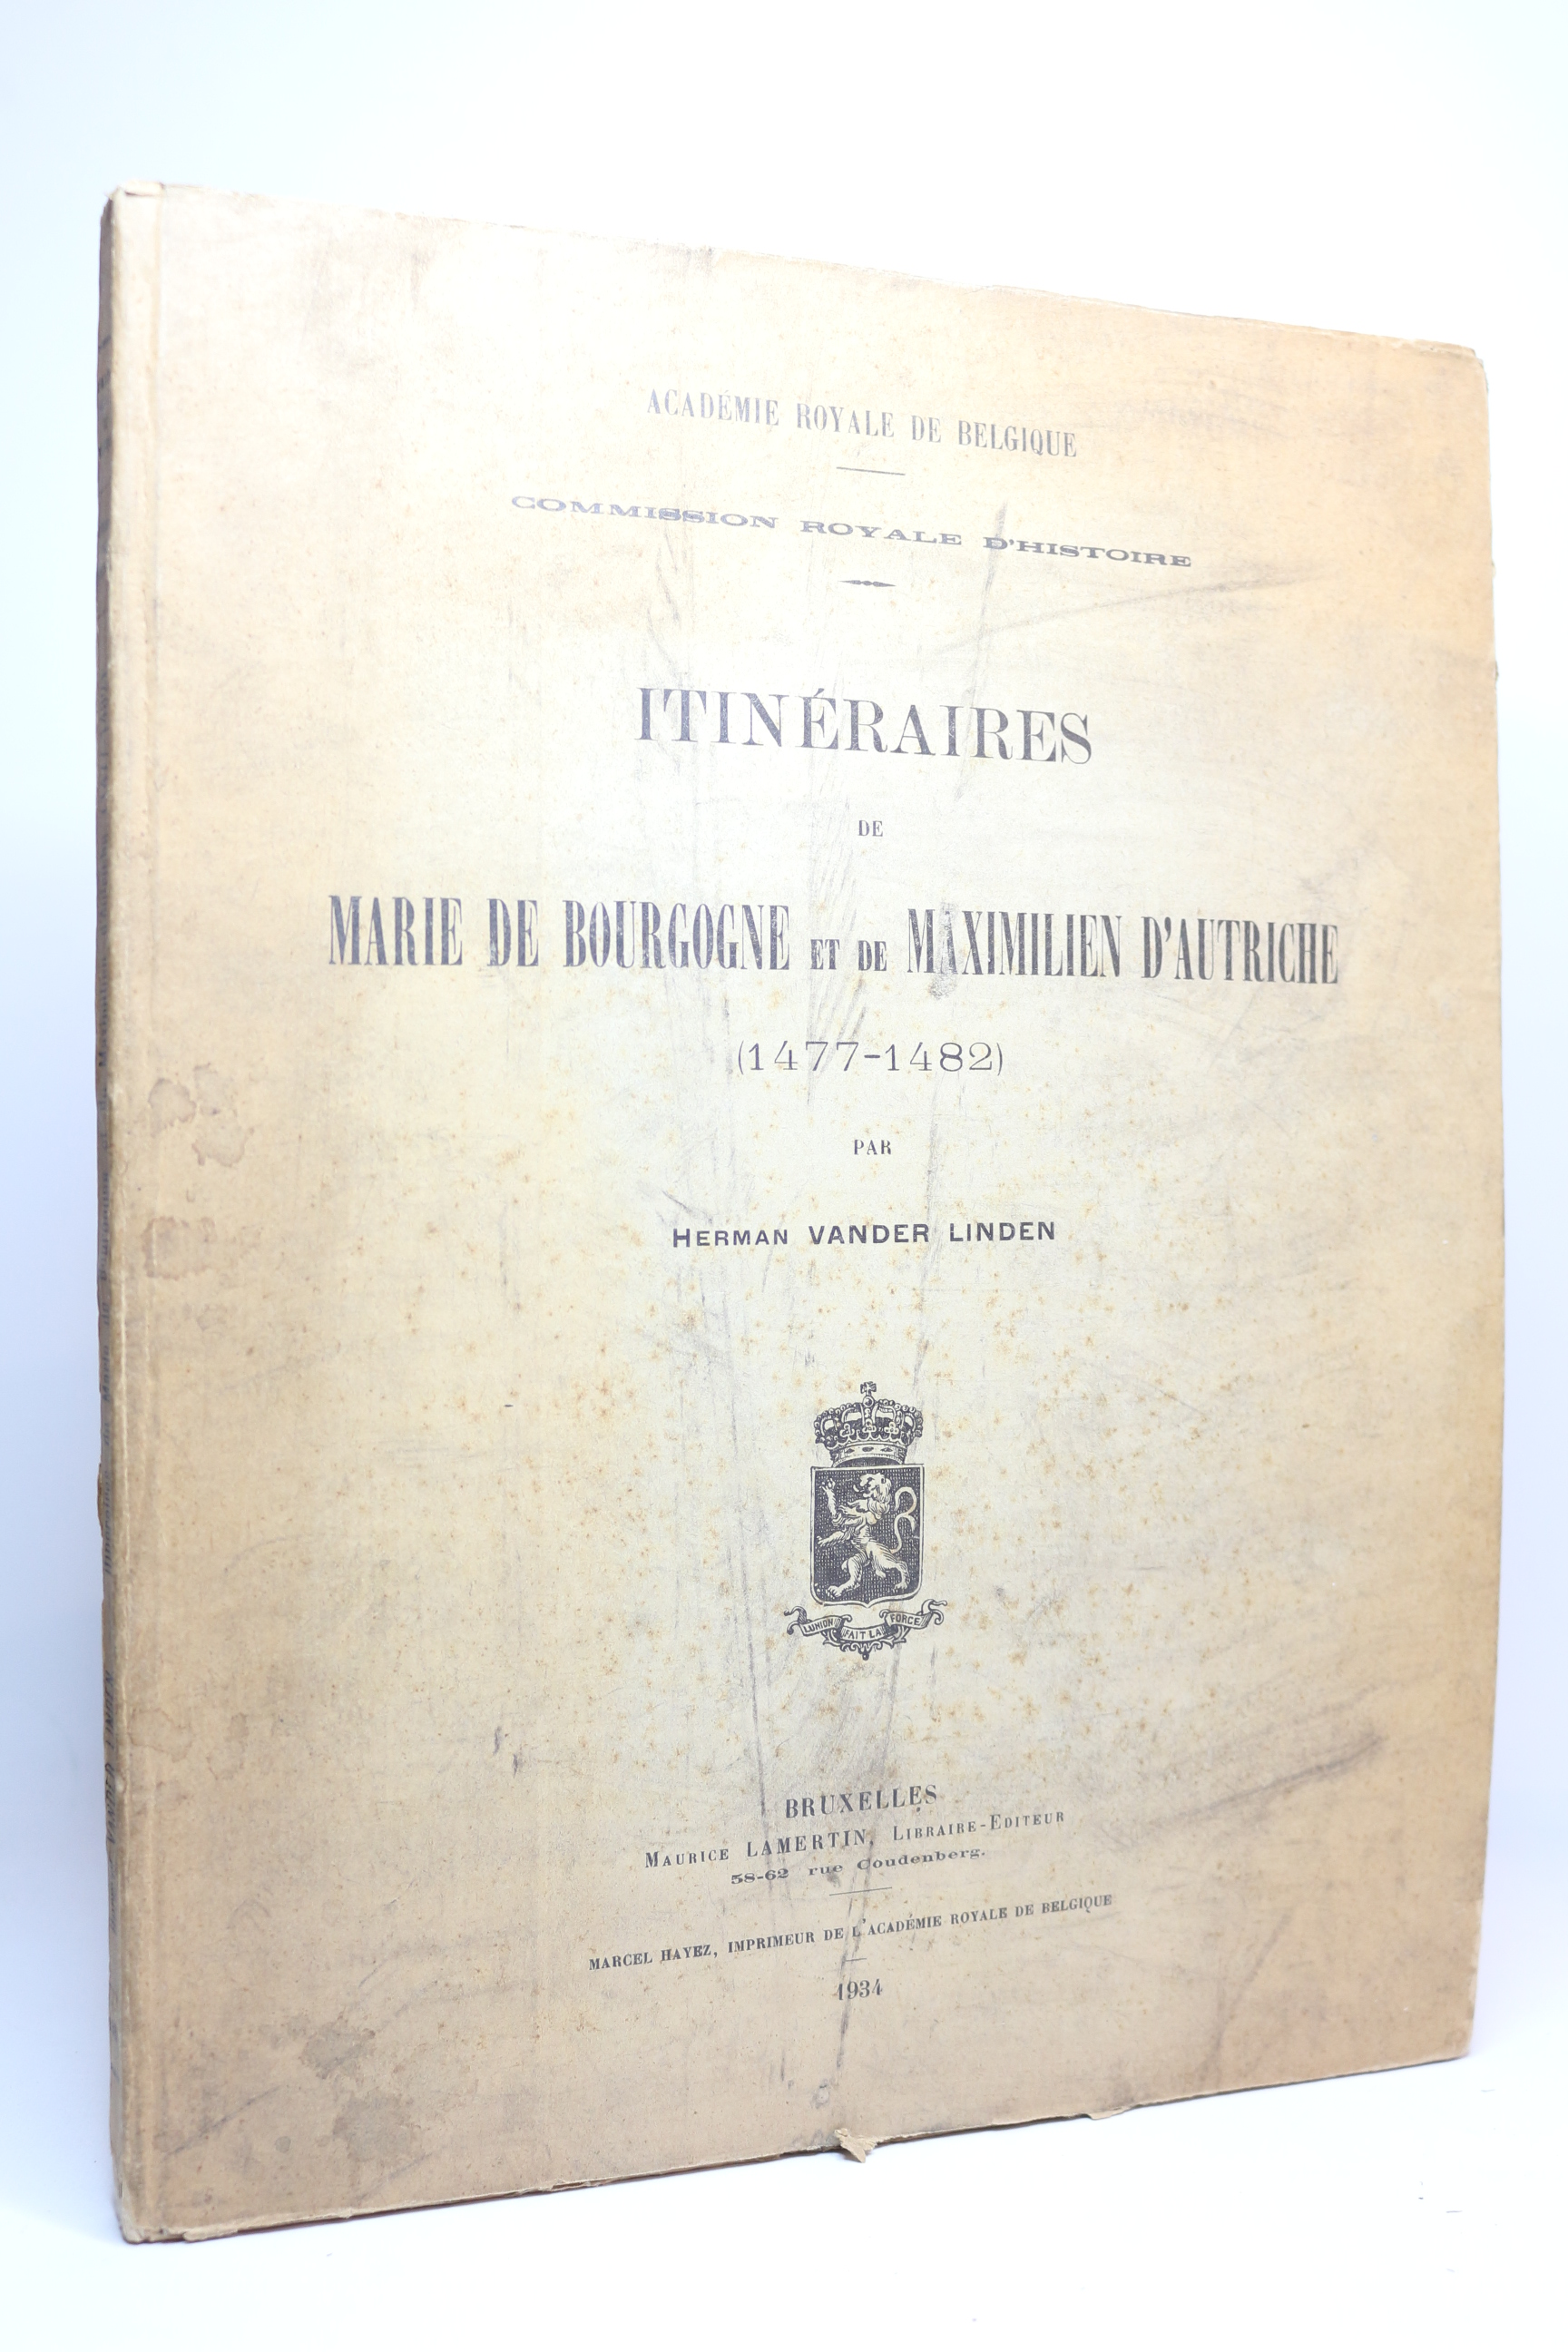 ACADÉMIE ROYALE DE BELGIQUE
COMMISSION ROYALE D'HISTOIRE
ITINÉRAIRES
DE
MARIE DE BOURGOGNE ET DE MAXIMILIEN D'AUTRICHE
(1477-1482)
PAR
HERMAN VANDER LINDEN
L'UNION FAIT LA FORCE
BRUXELLES
MAURICE LAMERTIN, LIBRAIRE-EDITEUR
58-62 rue Coudenberg.
MARCEL HAYEZ, IMPRIMEUR DE L'ACADÉMIE ROYALE DE BELGIQUE
1934